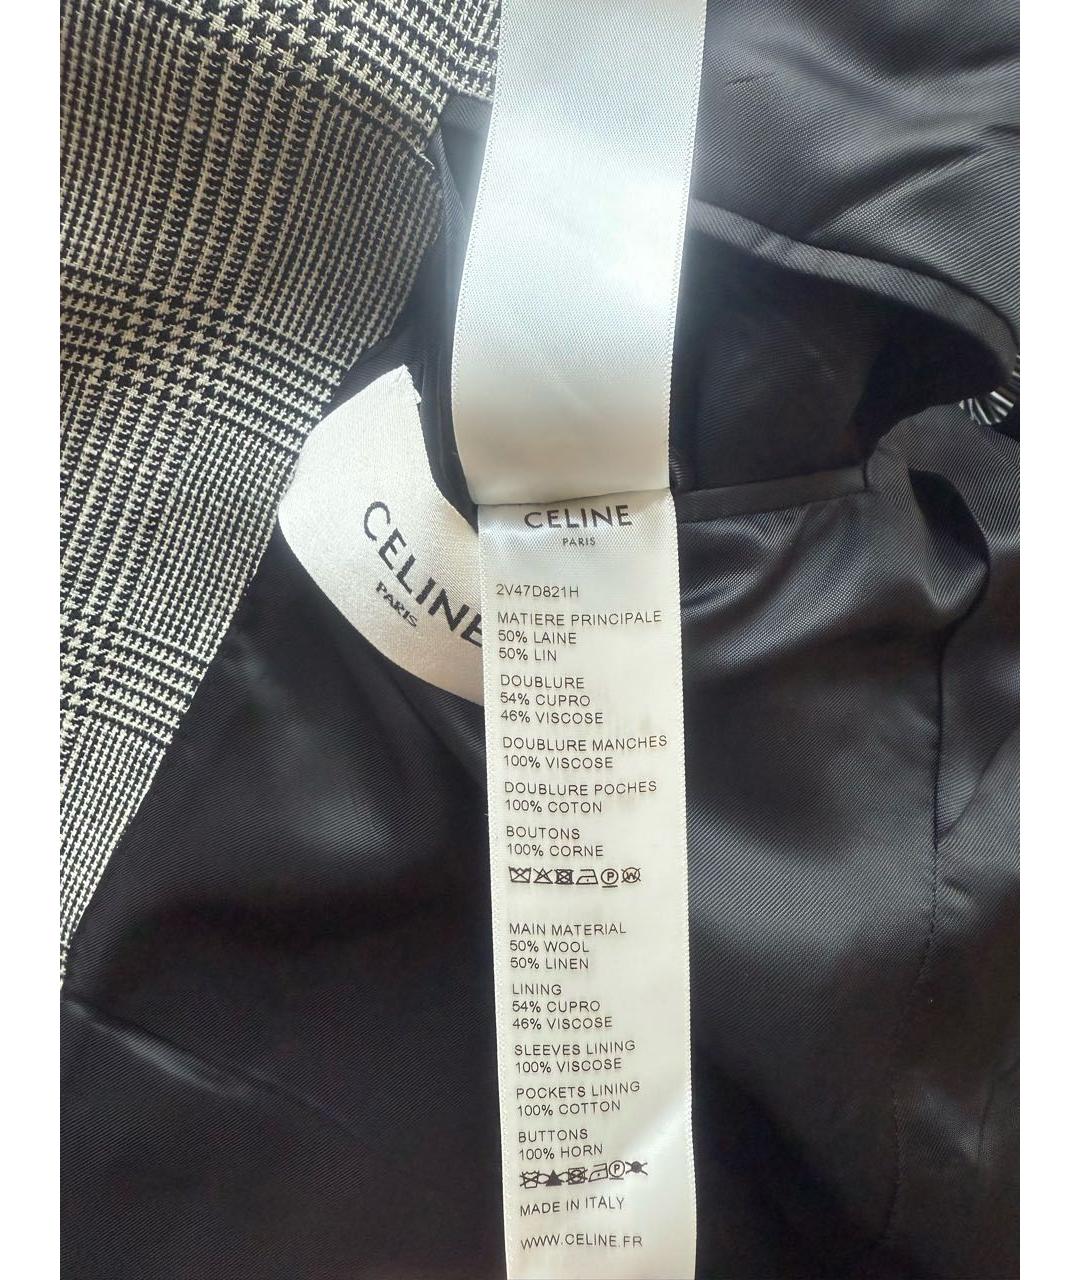 CELINE
PARIS
CELINE
PARIS
2V47D821H
MATIERE PRINCIPALE
50% LAINE
50% LIN
DOUBLURE
54% CUPRO
46% VISCOSE
DOUBLURE MANCHES
100% VISCOSE
DOUBLURE POCHES
100% COTON
BOUTONS
100% CORNE
P W
MAIN MATERIAL
50% WOOL
50% LINEN
LINING
54% CUPRO
46% VISCOSE
SLEEVES LINING
100% VISCOSE
POCKETS LINING
100% COTTON
BUTTONS
100% HORN
P
MADE IN ITALY
WWW.CELINE.FR